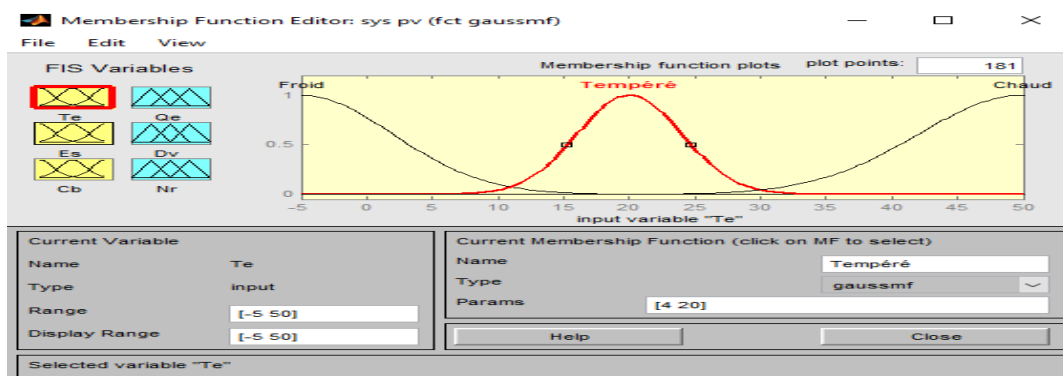 Membership Function Editor: sys pv (fct gaussmf)
File Edit View
FIS Variables
Te Qe
Es Dv
Cb Nr
Membership function plots plot points: 181
Froid Tempéré Chaud
1
0.5
0
-5 0 5 10 15 20 25 30 35 40 45 50
input variable "Te"
Current Variable
Name Te
Type input
Range [-5 50]
Display Range [-5 50]
Current Membership Function (click on MF to select)
Name Tempéré
Type gaussmf
Params [4 20]
Help Close
Selected variable "Te"